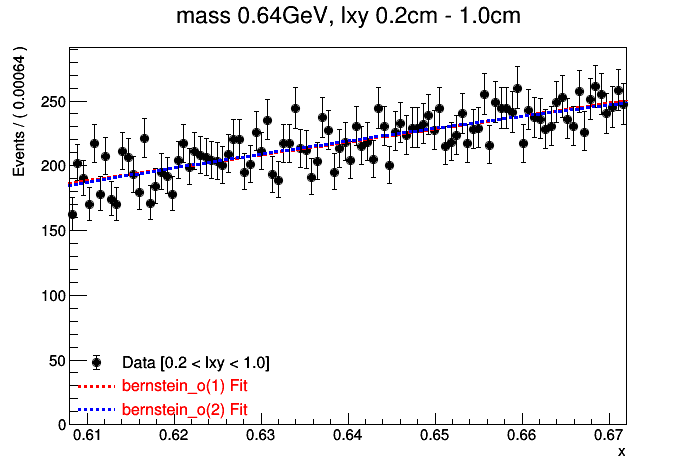 mass 0.64GeV, lxy 0.2cm - 1.0cm
Events / ( 0.00064 )
250
200
150
100
50
0
Data [0.2 < lxy < 1.0]
bernstein_o(1) Fit
bernstein_o(2) Fit
0.61 0.62 0.63 0.64 0.65 0.66 0.67
x